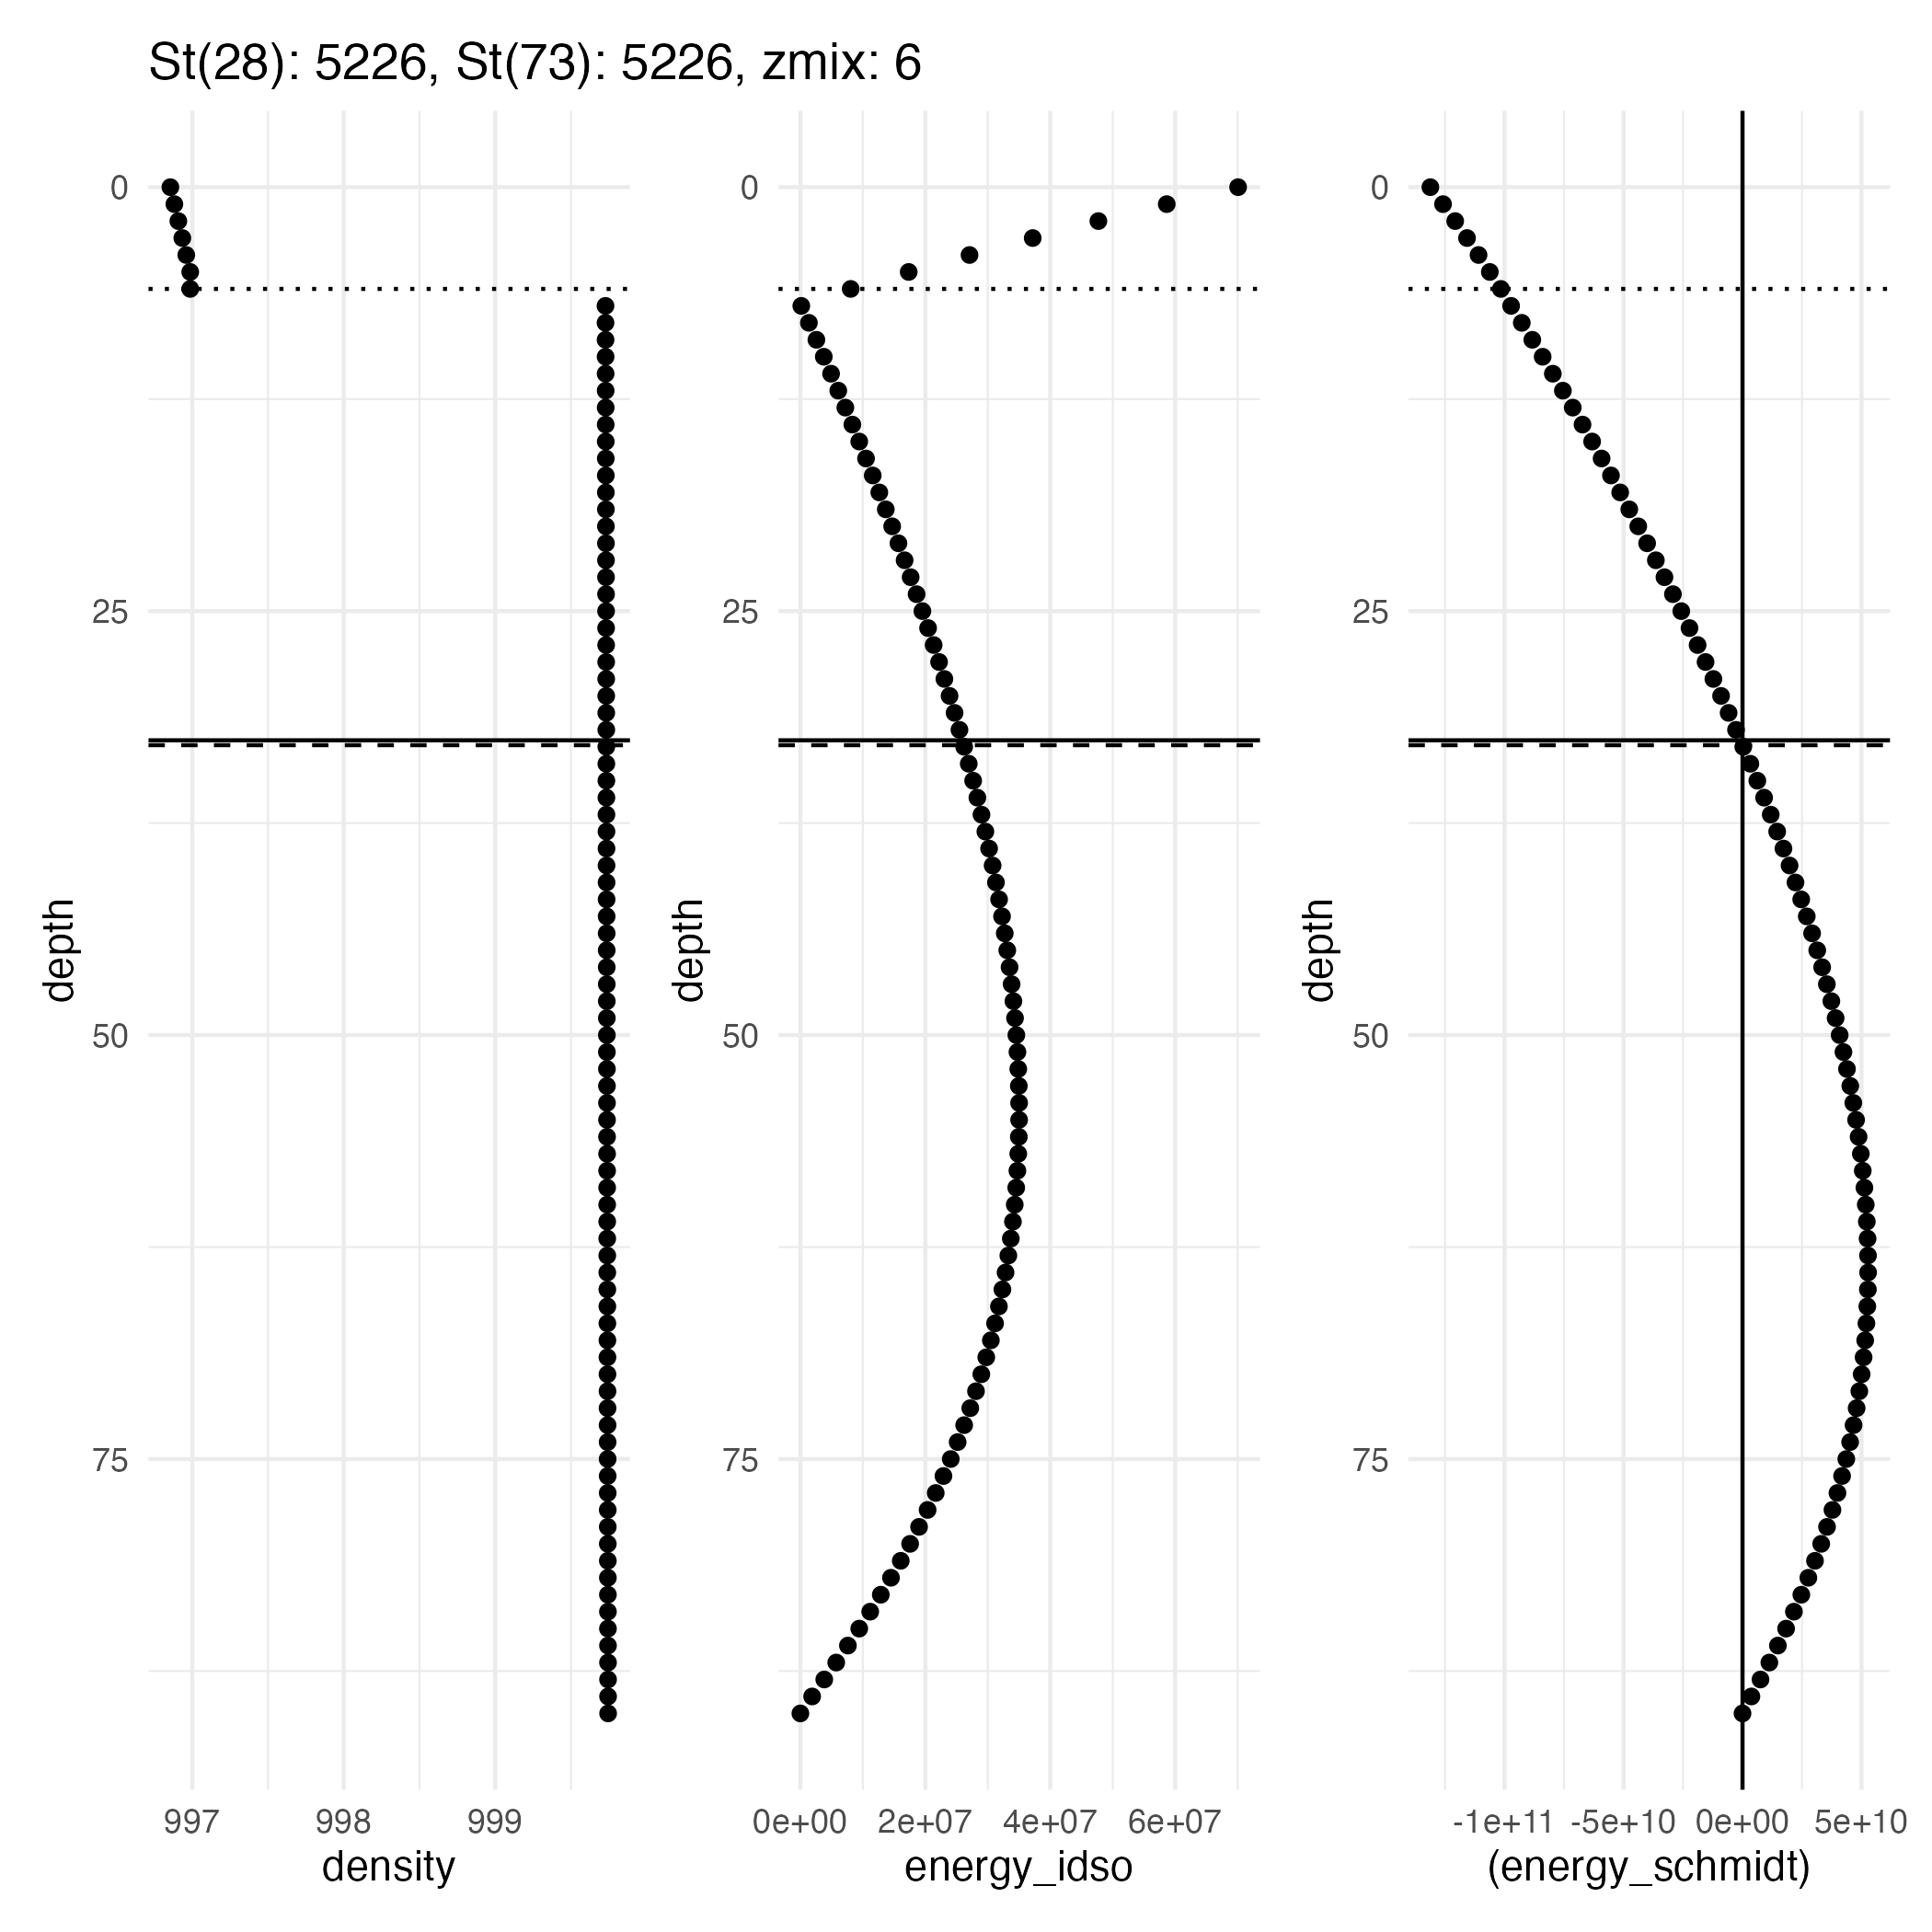 St(28): 5226, St(73): 5226, zmix: 6
0
25
50
75
depth
997
998
999
density
0
25
50
75
depth
0e+00
2e+07
4e+07
6e+07
energy_idso
0
25
50
75
depth
-1e+11
-5e+10
0e+00
5e+10
(energy_schmidt)